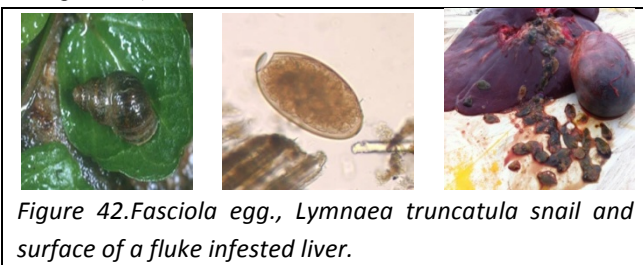 Figure 42.Fasciola egg., Lymnaea truncatula snail and
surface of a fluke infested liver.